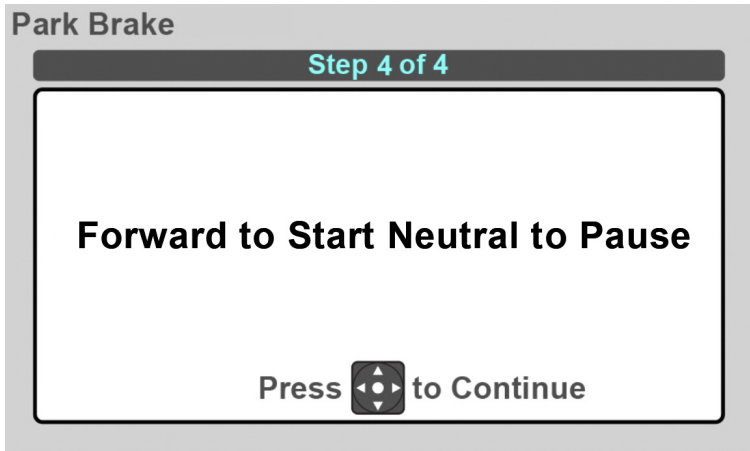 Park Brake
Step 4 of 4
Forward to Start Neutral to Pause
Press to Continue